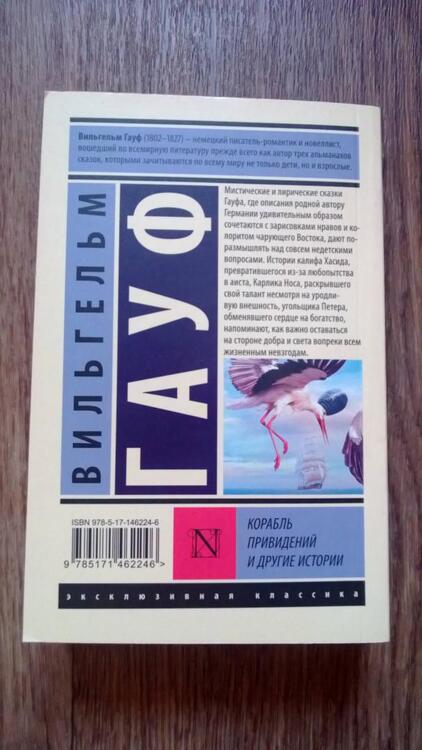 Вильгельм Гауф (1802–1827) – немецкий писатель-романтик и новеллист,
вошедший во всемирную литературу прежде всего как автор трех альманахов
сказок, которыми зачитываются по всему миру не только дети, но и взрослые.
ВИЛЬГЕЛЬМ
ГАУФ
Мистические и лирические сказки
Гауфа, где описания родной автору
Германии удивительным образом
сочетаются с зарисовками нравов и ко-
лоритом чарующего Востока, дают по-
размышлять над совсем недетскими
вопросами. Истории калифа Хасида,
превратившегося из-за любопытства
в аиста, Карлика Носа, раскрывшего
свой талант несмотря на уродли-
вую внешность, угольщика Петера,
обменявшего сердце на богатство,
напоминают, как важно оставаться
на стороне добра и света вопреки всем
жизненным невзгодам.
ISBN 978-5-17-146224-6
9785171462246>
N
КОРАБЛЬ
ПРИВИДЕНИЙ
И ДРУГИЕ ИСТОРИИ
эксклюзивная классика